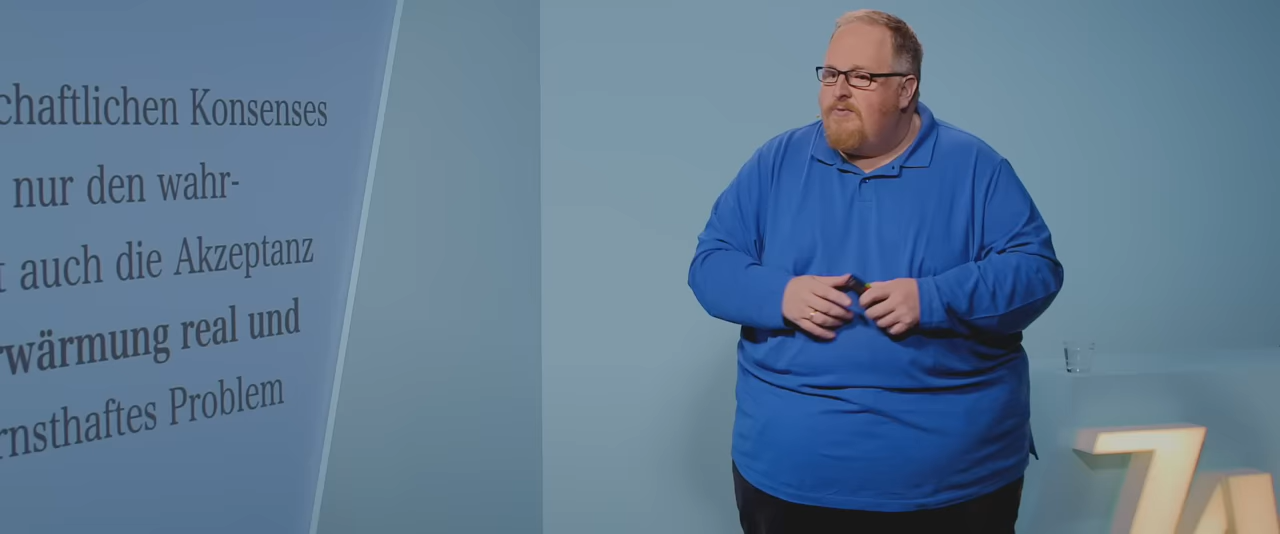 chaftlichen Konsenses
nur den wahr-
t auch die Akzeptanz
rwärmung real und
rnsthaftes Problem